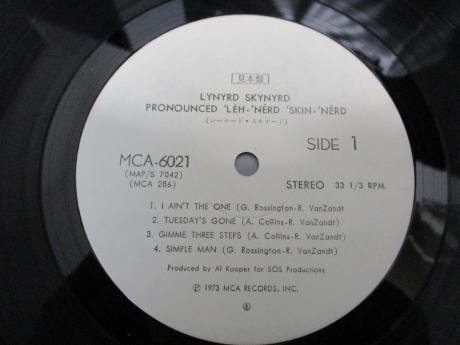 見本盤
LYNYRD SKYNYRD
PRONOUNCED 'LĔH-'NÉRD 'SKIN-'NÉRD
(レーナード・スキナード)
SIDE 1
MCA-6021
(MAP/S 7042)
(MCA 286)
STEREO 33 1/3 RPM
1. I AIN'T THE ONE (G. Rossington-R. VanZandt
2. TUESDAY'S GONE (A. Collins-R. VanZandt)
3. GIMME THREE STEPS (A. Collins-R. VanZandt)
4. SIMPLE MAN (G. Rossington-R. VanZandt)
Produced by Al Kooper for SOS Productions
Ⓟ 1973 MCA RECORDS, INC.